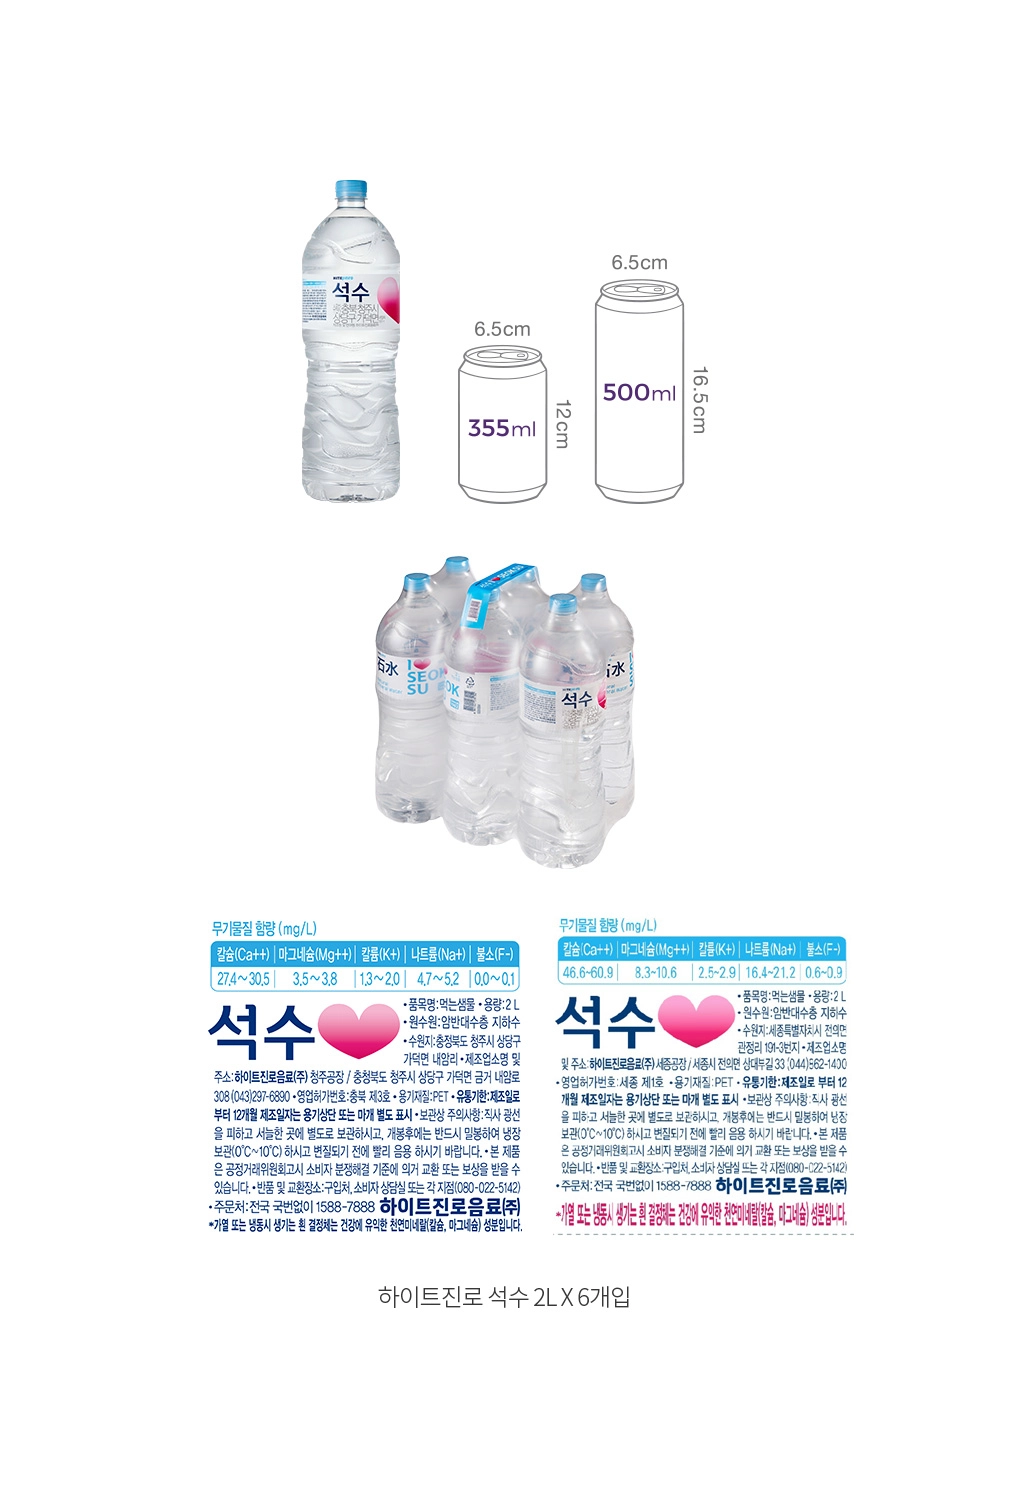 석수
충북 청주시
상당구 가덕면
6.5cm
355ml
12cm
6.5cm
500ml
16.5cm
I ♥ SEOK SU
石水
I
SEOK
SU
OK
석수
水
무기물질 함량 (mg/L)
칼슘(Ca++) 마그네슘(Mg++) 칼륨(K+) 나트륨(Na+) 불소(F-)
27.4~30.5 3.5~3.8 1.3~2.0 4.7~5.2 0.0~0.1
석수
•품목명:먹는샘물 •용량:2 L
•원수원:암반대수층 지하수
•수원지:충청북도 청주시 상당구
가덕면 내암리 •제조업소명 및
주소:하이트진로음료(주) 청주공장 / 충청북도 청주시 상당구 가덕면 금거 내암로
308 (043)297-6890 •영업허가번호:충북 제3호 •용기재질:PET •유통기한:제조일로
부터 12개월 제조일자는 용기상단 또는 마개 별도 표시 •보관상 주의사항:직사 광선
을 피하고 서늘한 곳에 별도로 보관하시고, 개봉후에는 반드시 밀봉하여 냉장
보관(0℃~10℃) 하시고 변질되기 전에 빨리 음용 하시기 바랍니다. •본 제품
은 공정거래위원회고시 소비자 분쟁해결 기준에 의거 교환 또는 보상을 받을 수
있습니다. •반품 및 교환장소:구입처, 소비자 상담실 또는 각 지점(080-022-5142)
•주문처:전국 국번없이 1588-7888 하이트진로음료(주)
*가열 또는 냉동시 생기는 흰 결정체는 건강에 유익한 천연미네랄(칼슘, 마그네슘) 성분입니다.
무기물질 함량 (mg/L)
칼슘(Ca++) 마그네슘(Mg++) 칼륨(K+) 나트륨(Na+) 불소(F-)
46.6~60.9 8.3~10.6 2.5~2.9 16.4~21.2 0.6~0.9
석수
•품목명:먹는샘물 •용량:2 L
•원수원:암반대수층 지하수
•수원지:세종특별자치시 전의면
관정리 191-3번지 •제조업소명
및 주소:하이트진로음료(주) 세종공장 / 세종시 전의면 상대부길 33 (044)862-1400
•영업허가번호:세종 제1호 •용기재질:PET •유통기한:제조일로 부터 12
개월 제조일자는 용기상단 또는 마개 별도 표시 •보관상 주의사항:직사 광선
을 피하고 서늘한 곳에 별도로 보관하시고, 개봉후에는 반드시 밀봉하여 냉장
보관(0℃~10℃) 하시고 변질되기 전에 빨리 음용 하시기 바랍니다. •본 제품
은 공정거래위원회고시 소비자 분쟁해결 기준에 의기 교환 또는 보상을 받을 수
있습니다. •반품 및 교환장소:구입처, 소비자 상담실 또는 각 지점(080-022-5142)
•주문처:전국 국번없이 1588-7888 하이트진로음료(주)
*가열 또는 냉동시 생기는 흰 결정체는 건강에 유익한 천연미네랄(칼슘, 마그네슘) 성분입니다.
하이트진로 석수 2L X 6개입